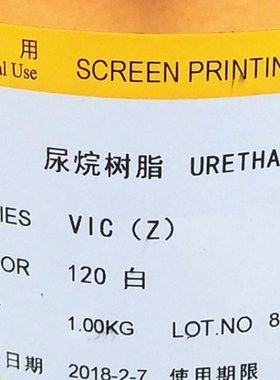 用
al Use SCREEN PRINTIN
尿烷树脂 URETHA
IES VIC（Z）
OR 120 白
1.00KG LOT.NO 8
日期 2018-2-7 使用期限